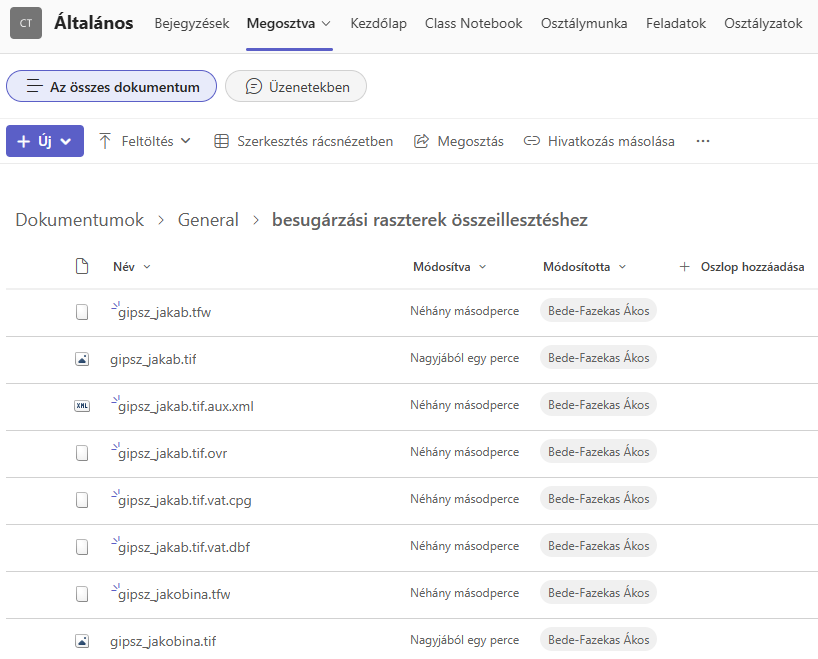 CT Általános Bejegyzések Megosztva Kezdőlap Class Notebook Osztálymunka Feladatok Osztályzatok
Az összes dokumentum Üzenetekben
Új Feltöltés Szerkesztés rácsnézetben Megosztás Hivatkozás másolása ...
Dokumentumok > General > besugárzási raszterek összeillesztéshez
Név Módosítva Módosította + Oszlop hozzáadása
gipsz_jakab.tfw Néhány másodperce Bede-Fazekas Ákos
gipsz_jakab.tif Nagyjából egy perce Bede-Fazekas Ákos
XML gipsz_jakab.tif.aux.xml Néhány másodperce Bede-Fazekas Ákos
gipsz_jakab.tif.ovr Néhány másodperce Bede-Fazekas Ákos
gipsz_jakab.tif.vat.cpg Néhány másodperce Bede-Fazekas Ákos
gipsz_jakab.tif.vat.dbf Néhány másodperce Bede-Fazekas Ákos
gipsz_jakobina.tfw Néhány másodperce Bede-Fazekas Ákos
gipsz_jakobina.tif Nagyjából egy perce Bede-Fazekas Ákos